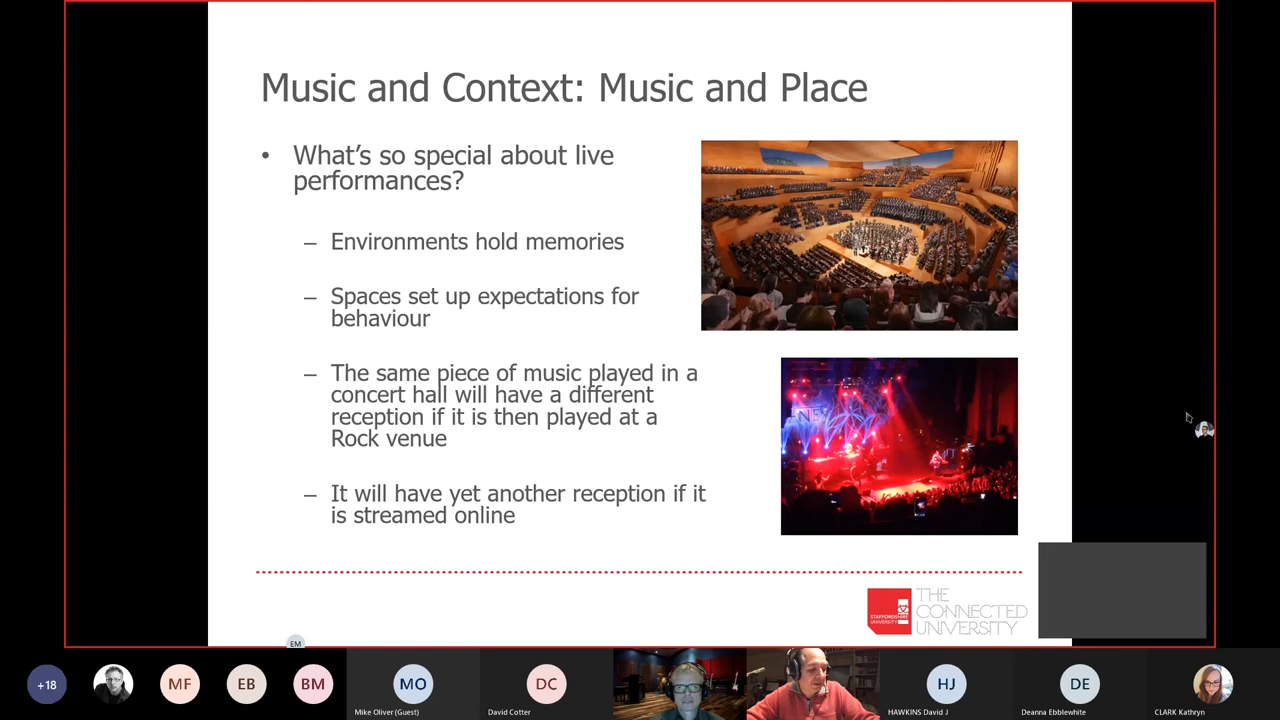 Music and Context: Music and Place
• What's so special about live
performances?
– Environments hold memories
– Spaces set up expectations for
behaviour
– The same piece of music played in a
concert hall will have a different
reception if it is then played at a
Rock venue
– It will have yet another reception if it
is streamed online
STAFFORDSHIRE
UNIVERSITY
THE
CONNECTED
UNIVERSITY
EM
+18
MF
EB
BM
MO
DC
HJ
DE
Mike Oliver (Guest)
David Cotter
HAWKINS David J
Deanna Ebblewhite
CLARK Kathryn